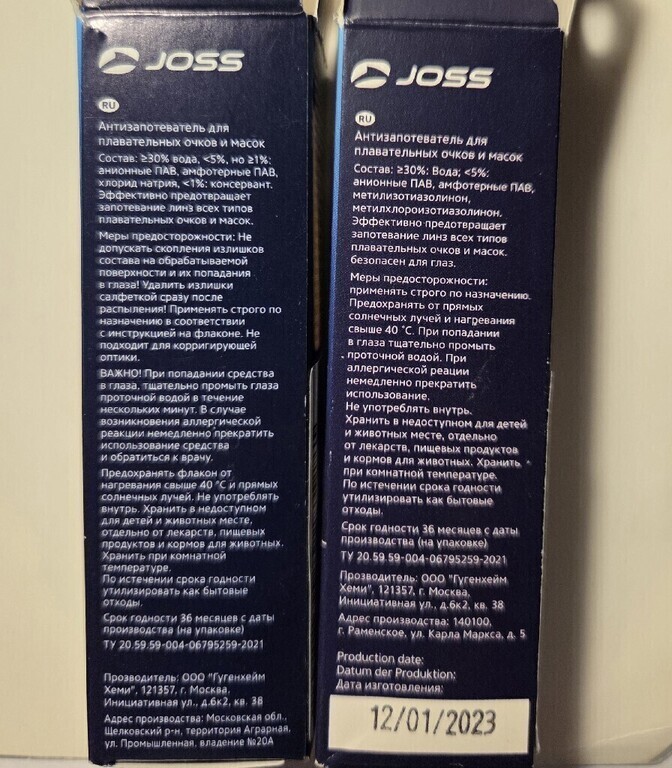 JOSS
RU
Антизапотеватель для
плавательных очков и масок
Состав: ≥30% вода, <5%, но ≥1%:
анионные ПАВ, амфотерные ПАВ,
хлорид натрия, <1%: консервант.
Эффективно предотвращает
запотевание линз всех типов
плавательных очков и масок.
Меры предосторожности: Не
допускать скопления излишков
состава на обрабатываемой
поверхности и их попадания
в глаза! Удалить излишки
салфеткой сразу после
распыления! Применять строго по
назначению в соответствии
с инструкцией на флаконе. Не
подходит для корригирующей
оптики.
ВАЖНО! При попадании средства
в глаза, тщательно промыть глаза
проточной водой в течение
нескольких минут. В случае
возникновения аллергической
реакции немедленно прекратить
использование средства
и обратиться к врачу.
Предохранять флакон от
нагревания свыше 40 °С и прямых
солнечных лучей. Не употреблять
внутрь. Хранить в недоступном
для детей и животных месте,
отдельно от лекарств, пищевых
продуктов и кормов для животных.
Хранить при комнатной
температуре.
По истечении срока годности
утилизировать как бытовые
отходы.
Срок годности 36 месяцев с даты
производства (на упаковке)
ТУ 20.59.59-004-06795259-2021
Прозводитель: ООО "Гугенхейм
Хеми", 121357, г. Москва,
Инициативная ул., д.6к2, кв. 38
Адрес производства: Московская обл.,
Щелковский р-н, территория Аграрная,
ул. Промышленная, владение №20А
JOSS
RU
Антизапотеватель для
плавательных очков и масок
Состав: ≥30%: Вода; <5%:
анионные ПАВ, амфотерные ПАВ,
метилизотиазолинон,
метилхлороизотиазолинон.
Эффективно предотвращает
запотевание линз всех типов
плавательных очков и масок.
безопасен для глаз.
Меры предосторожности:
применять строго по назначению.
Предохранять от прямых
солнечных лучей и нагревания
свыше 40 °С. При попадании
в глаза тщательно промыть
проточной водой. При
аллергической реации
немедленно прекратить
использование.
Не употреблять внутрь.
Хранить в недоступном для детей
и животных месте, отдельно
от лекарств, пищевых продуктов
и кормов для животных. Хранить
при комнатной температуре.
По истечении срока годности
утилизировать как бытовые
отходы.
Срок годности 36 месяцев с даты
производства (на упаковке)
ТУ 20.59.59-004-06795259-2021
Прозводитель: ООО "Гугенхейм
Хеми", 121357, г. Москва,
Инициативная ул., д.6к2, кв. 38
Адрес производства: 140100,
г. Раменское, ул. Карла Маркса, д. 5
Production date:
Datum der Produktion:
Дата изготовления:
12/01/2023